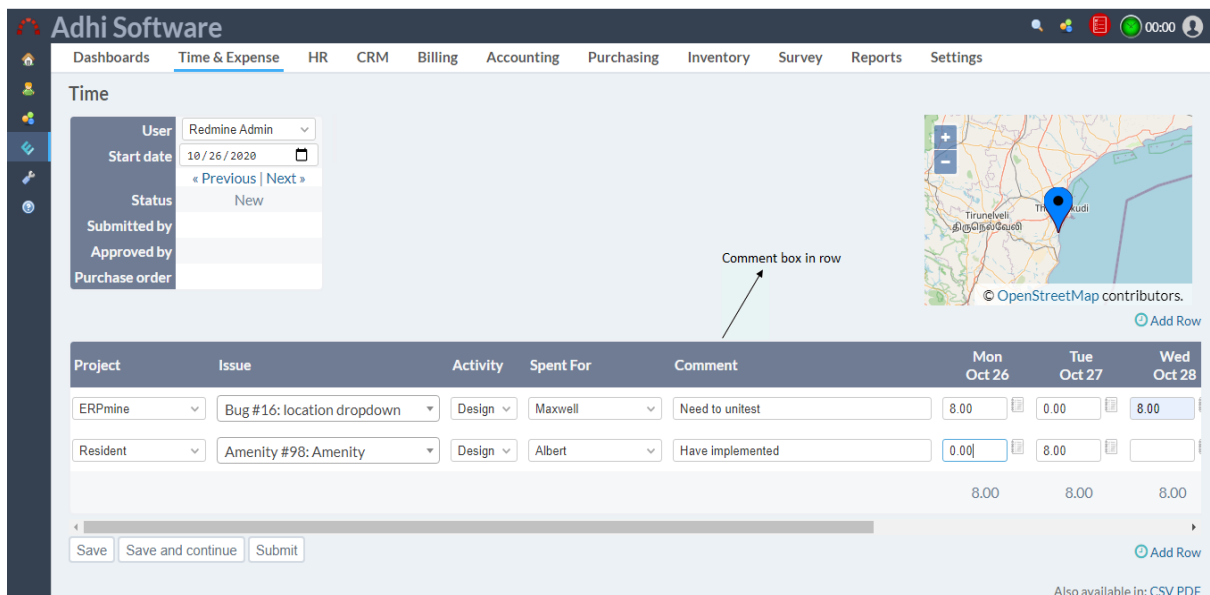 Adhi Software
00:00
Dashboards Time & Expense HR CRM Billing Accounting Purchasing Inventory Survey Reports Settings
Time
User Redmine Admin
Start date 10/26/2020
« Previous | Next »
Status New
Submitted by
Approved by
Purchase order
+
-
Tirunelveli
திருநெல்வேலி
© OpenStreetMap contributors.
Comment box in row
Add Row
Project Issue Activity Spent For Comment Mon Oct 26 Tue Oct 27 Wed Oct 28
ERPmine Bug #16: location dropdown Design Maxwell Need to unitest 8.00 0.00 8.00
Resident Amenity #98: Amenity Design Albert Have implemented 0.00 8.00
8.00 8.00 8.00
Save Save and continue Submit
Add Row
Also available in: CSV PDF